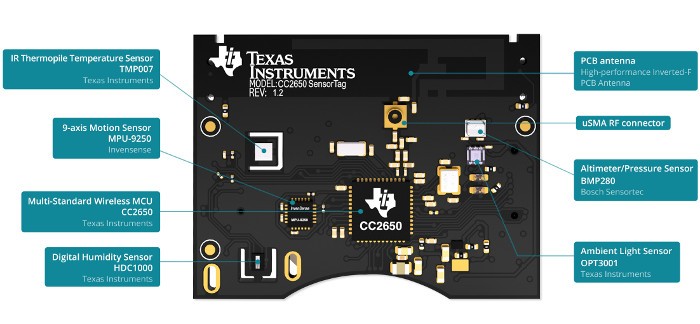 IR Thermopile Temperature Sensor
TMP007
Texas Instruments
9-axis Motion Sensor
MPU-9250
Invensense
Multi-Standard Wireless MCU
CC2650
Texas Instruments
Digital Humidity Sensor
HDC1000
Texas Instruments
TEXAS
INSTRUMENTS
MODEL:CC2650 SensorTag
REV: 1.2
InvenSense
MPU-9250
CC2650
PCB antenna
High-performance Inverted-F
PCB Antenna
uSMA RF connector
Altimeter/Pressure Sensor
BMP280
Bosch Sensortec
Ambient Light Sensor
OPT3001
Texas Instruments